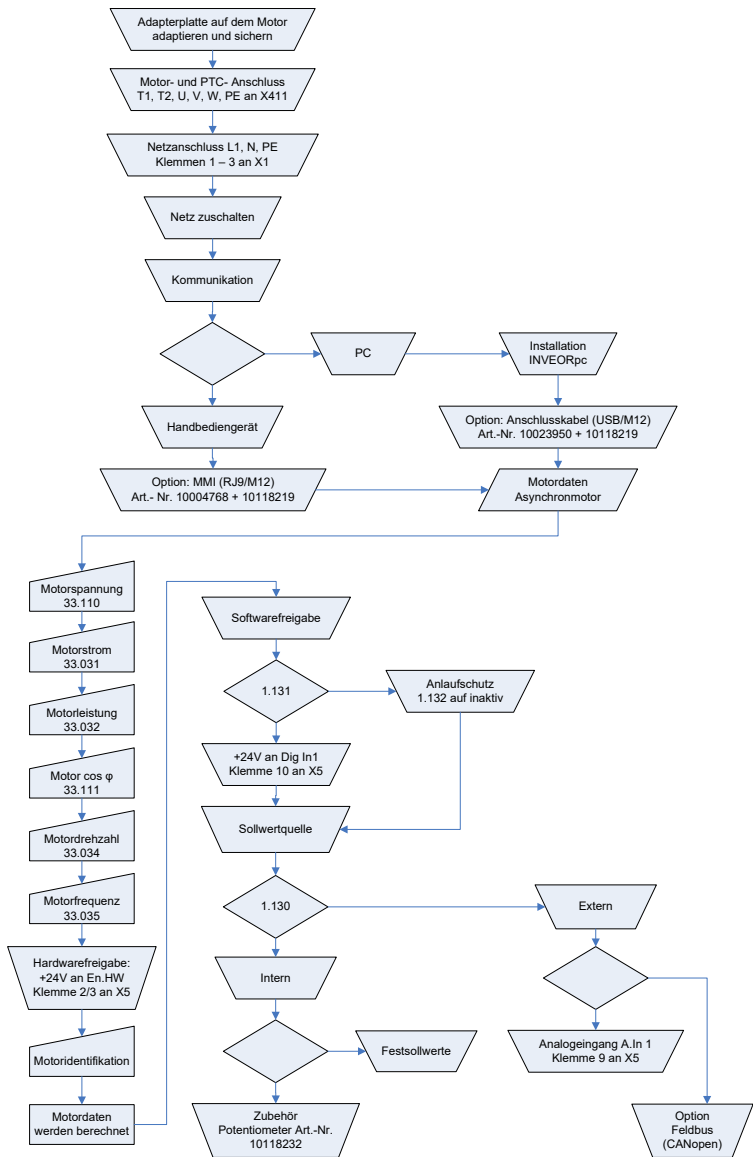 Adapterplatte auf dem Motor
adaptieren und sichern
Motor- und PTC- Anschluss
T1, T2, U, V, W, PE an X411
Netzanschluss L1, N, PE
Klemmen 1 – 3 an X1
Netz zuschalten
Kommunikation
PC
Installation
INVEORpc
Handbediengerät
Option: Anschlusskabel (USB/M12)
Art.-Nr. 10023950 + 10118219
Option: MMI (RJ9/M12)
Art.- Nr. 10004768 + 10118219
Motordaten
Asynchronmotor
Motorspannung
33.110
Motorstrom
33.031
Motorleistung
33.032
Motor cos φ
33.111
Motordrehzahl
33.034
Motorfrequenz
33.035
Hardwarefreigabe:
+24V an En.HW
Klemme 2/3 an X5
Motoridentifikation
Motordaten
werden berechnet
Softwarefreigabe
1.131
Anlaufschutz
1.132 auf inaktiv
+24V an Dig In1
Klemme 10 an X5
Sollwertquelle
1.130
Extern
Intern
Festsollwerte
Analogeingang A.In 1
Klemme 9 an X5
Zubehör
Potentiometer Art.-Nr.
10118232
Option
Feldbus
(CANopen)